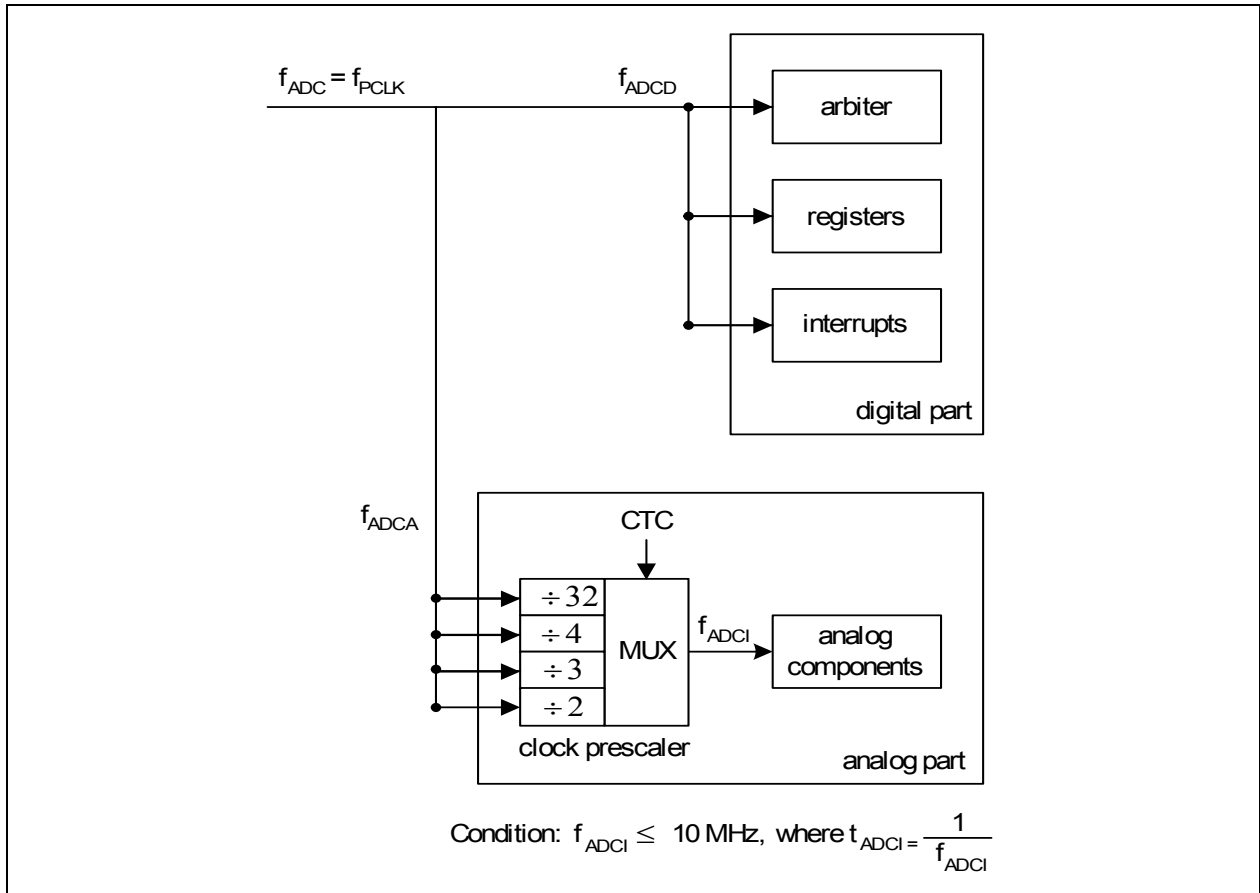 f_ADC = f_PCLK
f_ADCD
arbiter
registers
interrupts
digital part
f_ADCA
CTC
÷ 32
÷ 4
÷ 3
÷ 2
MUX
f_ADCI
analog
components
clock prescaler
analog part
Condition: f_ADCI ≤ 10 MHz, where t_ADCI = 1 / f_ADCI